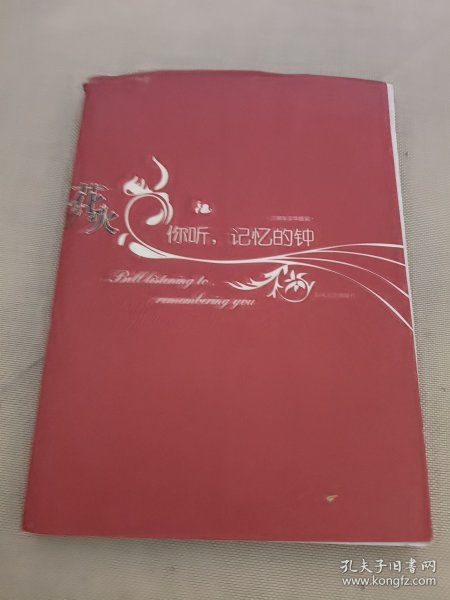 花火
你听，记忆的钟
Bell listening to
remembering you
孔夫子旧书网
www.kongfz.com